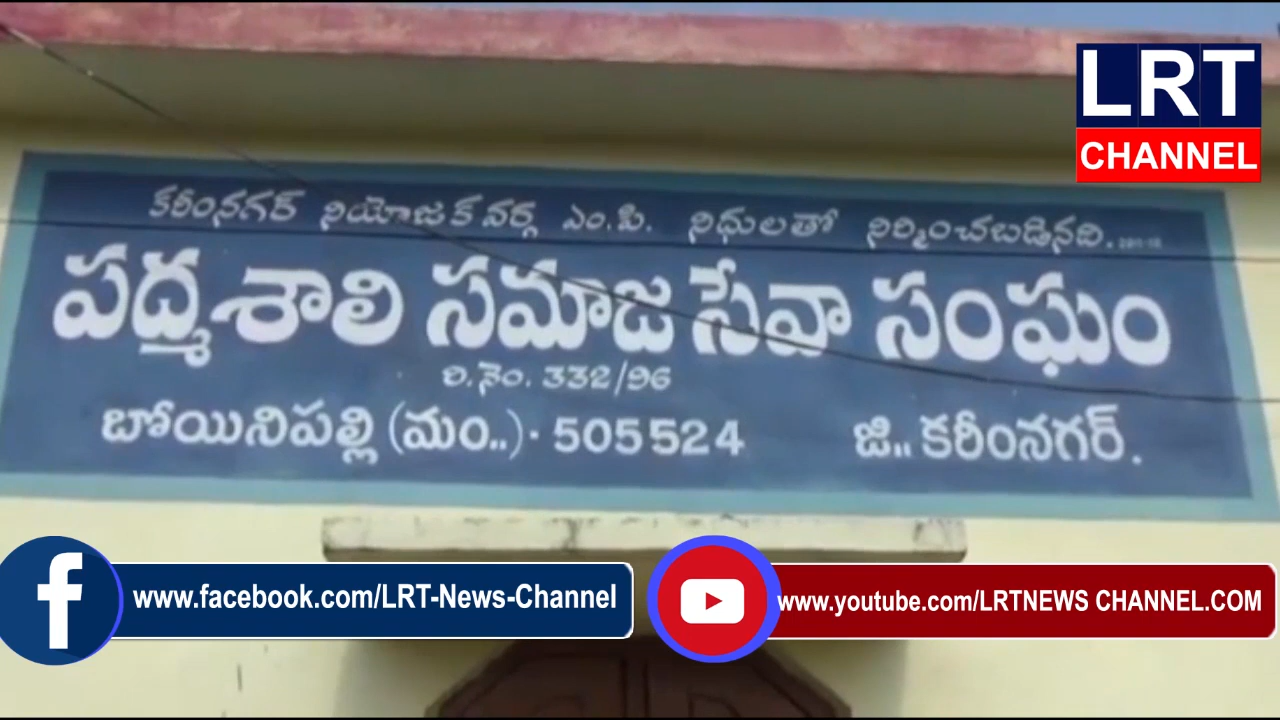 LRT
CHANNEL
కరీంనగర్ నియోజకవర్గ ఎం.పి. నిధులతో నిర్మించబడినది.
పద్మశాలి సమాజ సేవా సంఘం
రి.నెం. 332/96
బోయినిపల్లి (మం..). 505524 జి.. కరీంనగర్.
www.facebook.com/LRT-News-Channel
www.youtube.com/LRTNEWS CHANNEL.COM